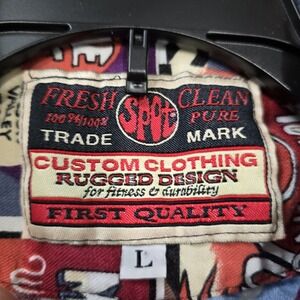 FRESH SPOT CLEAN
100%/100% PURE
TRADE MARK
CUSTOM CLOTHING
RUGGED DESIGN
for fitness & durability
FIRST QUALITY
L